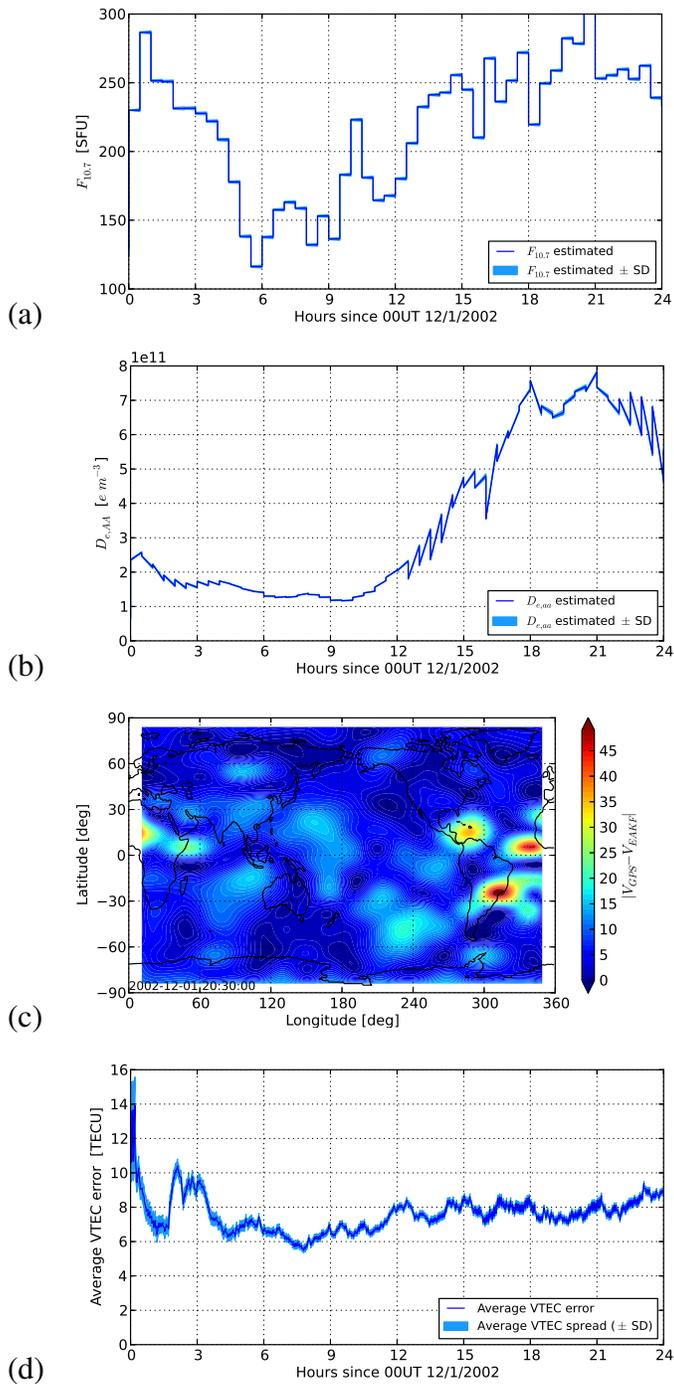 300
250
200
150
100
F10.7 [SFU]
F10.7 estimated
F10.7 estimated ± SD
0 3 6 9 12 15 18 21 24
Hours since 00UT 12/1/2002
(a)
1e11
8
7
6
5
4
3
2
1
0
De,AA [e m−3]
De,aa estimated
De,aa estimated ± SD
0 3 6 9 12 15 18 21 24
Hours since 00UT 12/1/2002
(b)
90
60
30
0
−30
−60
−90
Latitude [deg]
2002-12-01 20:30:00
0 60 120 180 240 300 360
Longitude [deg]
45
40
35
30
25
20
15
10
5
0
|VGPS−VEAKF|
(c)
16
14
12
10
8
6
4
2
0
Average VTEC error [TECU]
Average VTEC error
Average VTEC spread (± SD)
0 3 6 9 12 15 18 21 24
Hours since 00UT 12/1/2002
(d)